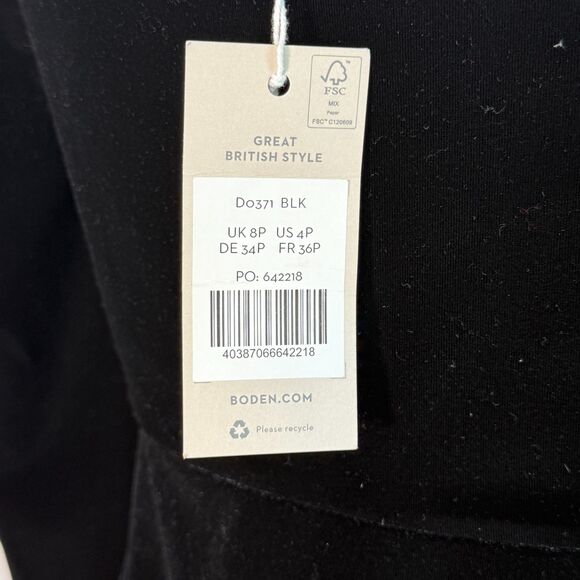 FSC
MIX
Paper
FSC™ C120609
GREAT
BRITISH STYLE
D0371 BLK
UK 8P US 4P
DE 34P FR 36P
PO: 642218
40387066642218
BODEN.COM
Please recycle